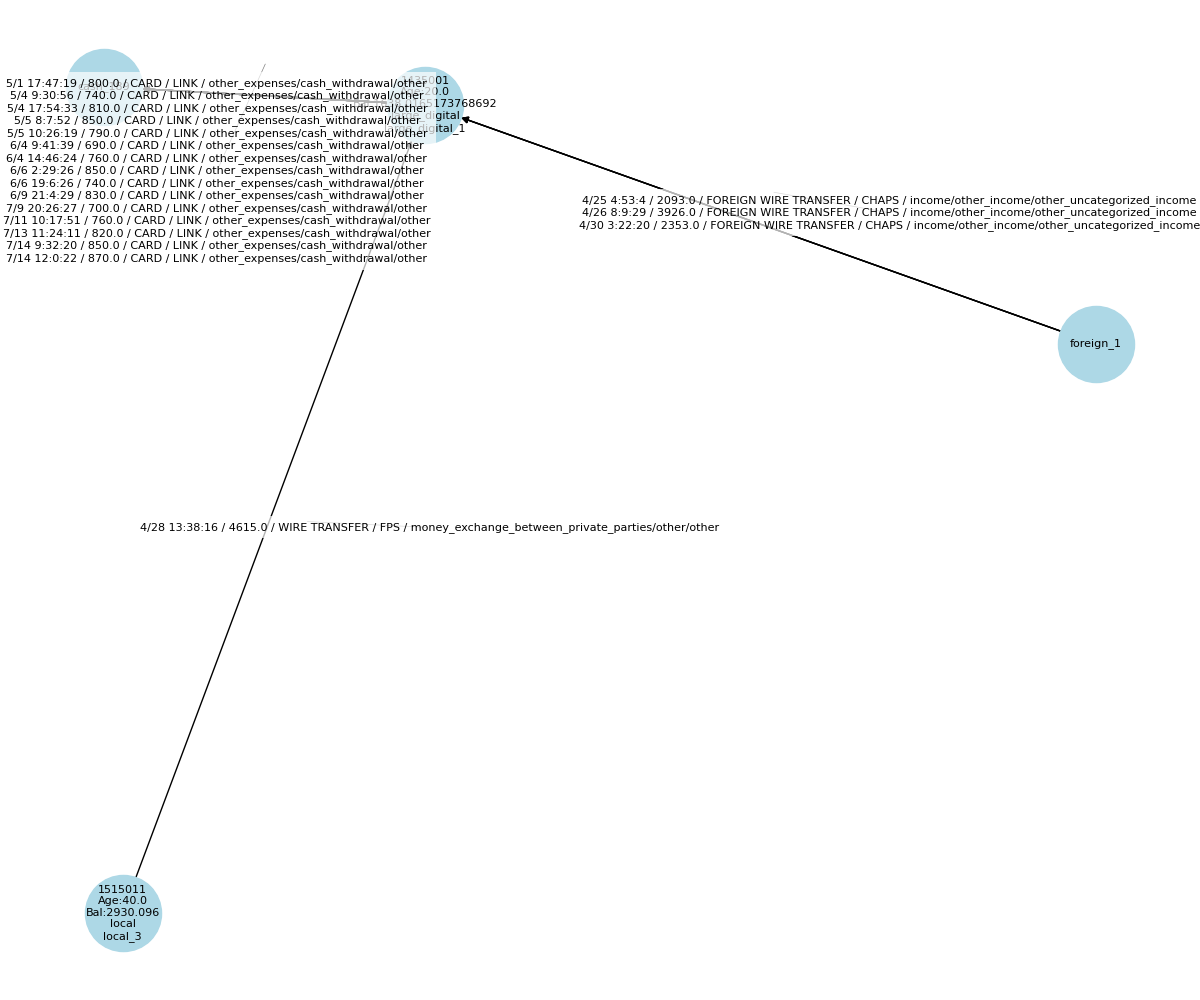 5/1 17:47:19 / 800.0 / CARD / LINK / other_expenses/cash_withdrawal/other
5/4 9:30:56 / 740.0 / CARD / LINK / other_expenses/cash_withdrawal/other
5/4 17:54:33 / 810.0 / CARD / LINK / other_expenses/cash_withdrawal/other
5/5 8:7:52 / 850.0 / CARD / LINK / other_expenses/cash_withdrawal/other
5/5 10:26:19 / 790.0 / CARD / LINK / other_expenses/cash_withdrawal/other
6/4 9:41:39 / 690.0 / CARD / LINK / other_expenses/cash_withdrawal/other
6/4 14:46:24 / 760.0 / CARD / LINK / other_expenses/cash_withdrawal/other
6/6 2:29:26 / 850.0 / CARD / LINK / other_expenses/cash_withdrawal/other
6/6 19:6:26 / 740.0 / CARD / LINK / other_expenses/cash_withdrawal/other
6/9 21:4:29 / 830.0 / CARD / LINK / other_expenses/cash_withdrawal/other
7/9 20:26:27 / 700.0 / CARD / LINK / other_expenses/cash_withdrawal/other
7/11 10:17:51 / 760.0 / CARD / LINK / other_expenses/cash_withdrawal/other
7/13 11:24:11 / 820.0 / CARD / LINK / other_expenses/cash_withdrawal/other
7/14 9:32:20 / 850.0 / CARD / LINK / other_expenses/cash_withdrawal/other
7/14 12:0:22 / 870.0 / CARD / LINK / other_expenses/cash_withdrawal/other
large_digital
large_digital_1
4/25 4:53:4 / 2093.0 / FOREIGN WIRE TRANSFER / CHAPS / income/other_income/other_uncategorized_income
4/26 8:9:29 / 3926.0 / FOREIGN WIRE TRANSFER / CHAPS / income/other_income/other_uncategorized_income
4/30 3:22:20 / 2353.0 / FOREIGN WIRE TRANSFER / CHAPS / income/other_income/other_uncategorized_income
foreign_1
4/28 13:38:16 / 4615.0 / WIRE TRANSFER / FPS / money_exchange_between_private_parties/other/other
1515011
Age:40.0
Bal:2930.096
local
local_3